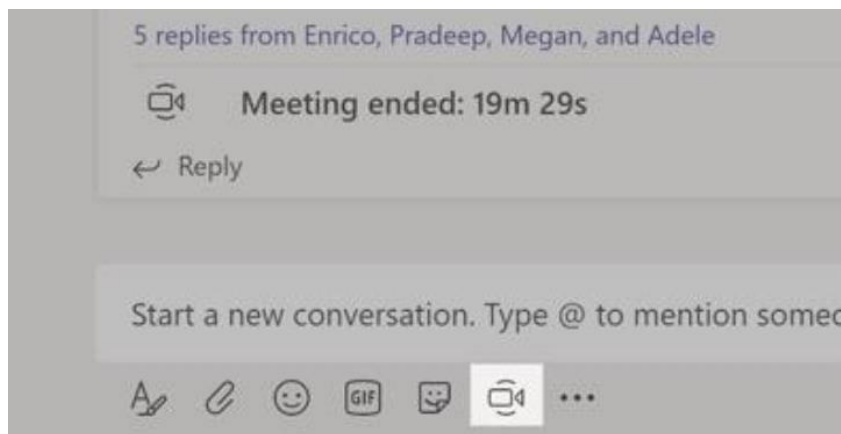 5 replies from Enrico, Pradeep, Megan, and Adele
Meeting ended: 19m 29s
Reply
Start a new conversation. Type @ to mention
GIF